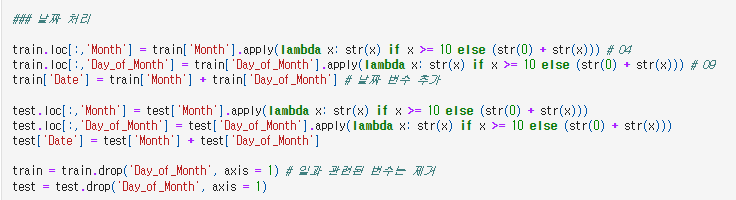 ### 날짜 처리
train.loc[:,'Month'] = train['Month'].apply(lambda x: str(x) if x >= 10 else (str(0) + str(x))) # 04
train.loc[:,'Day_of_Month'] = train['Day_of_Month'].apply(lambda x: str(x) if x >= 10 else (str(0) + str(x))) # 09
train['Date'] = train['Month'] + train['Day_of_Month'] # 날짜 변수 추가
test.loc[:,'Month'] = test['Month'].apply(lambda x: str(x) if x >= 10 else (str(0) + str(x)))
test.loc[:,'Day_of_Month'] = test['Day_of_Month'].apply(lambda x: str(x) if x >= 10 else (str(0) + str(x)))
test['Date'] = test['Month'] + test['Day_of_Month']
train = train.drop('Day_of_Month', axis = 1) # 일과 관련된 변수는 제거
test = test.drop('Day_of_Month', axis = 1)